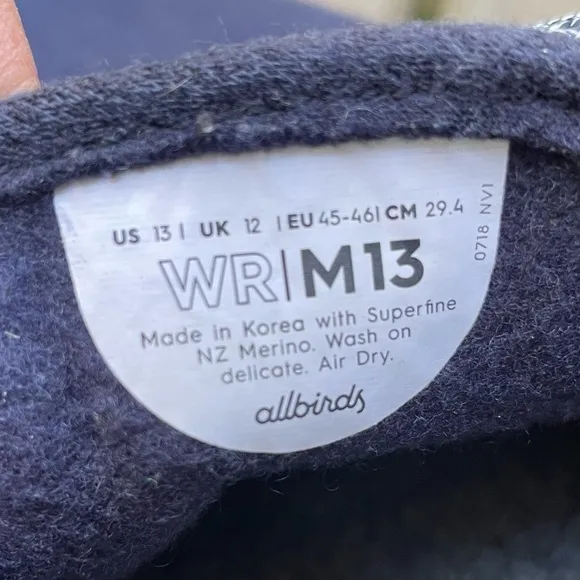 US 13 | UK 12 | EU 45-46 | CM 29.4
WR | M13
Made in Korea with Superfine
NZ Merino. Wash on
delicate. Air Dry.
allbirds
0718 NV1